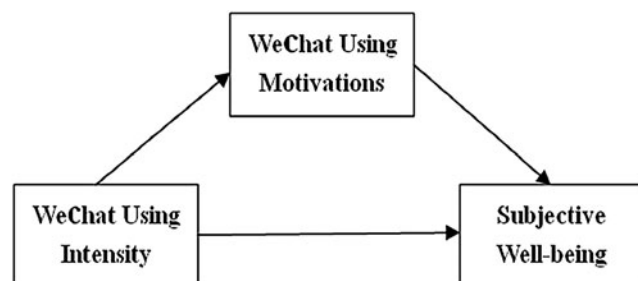 WeChat Using
Motivations
WeChat Using
Intensity
Subjective
Well-being